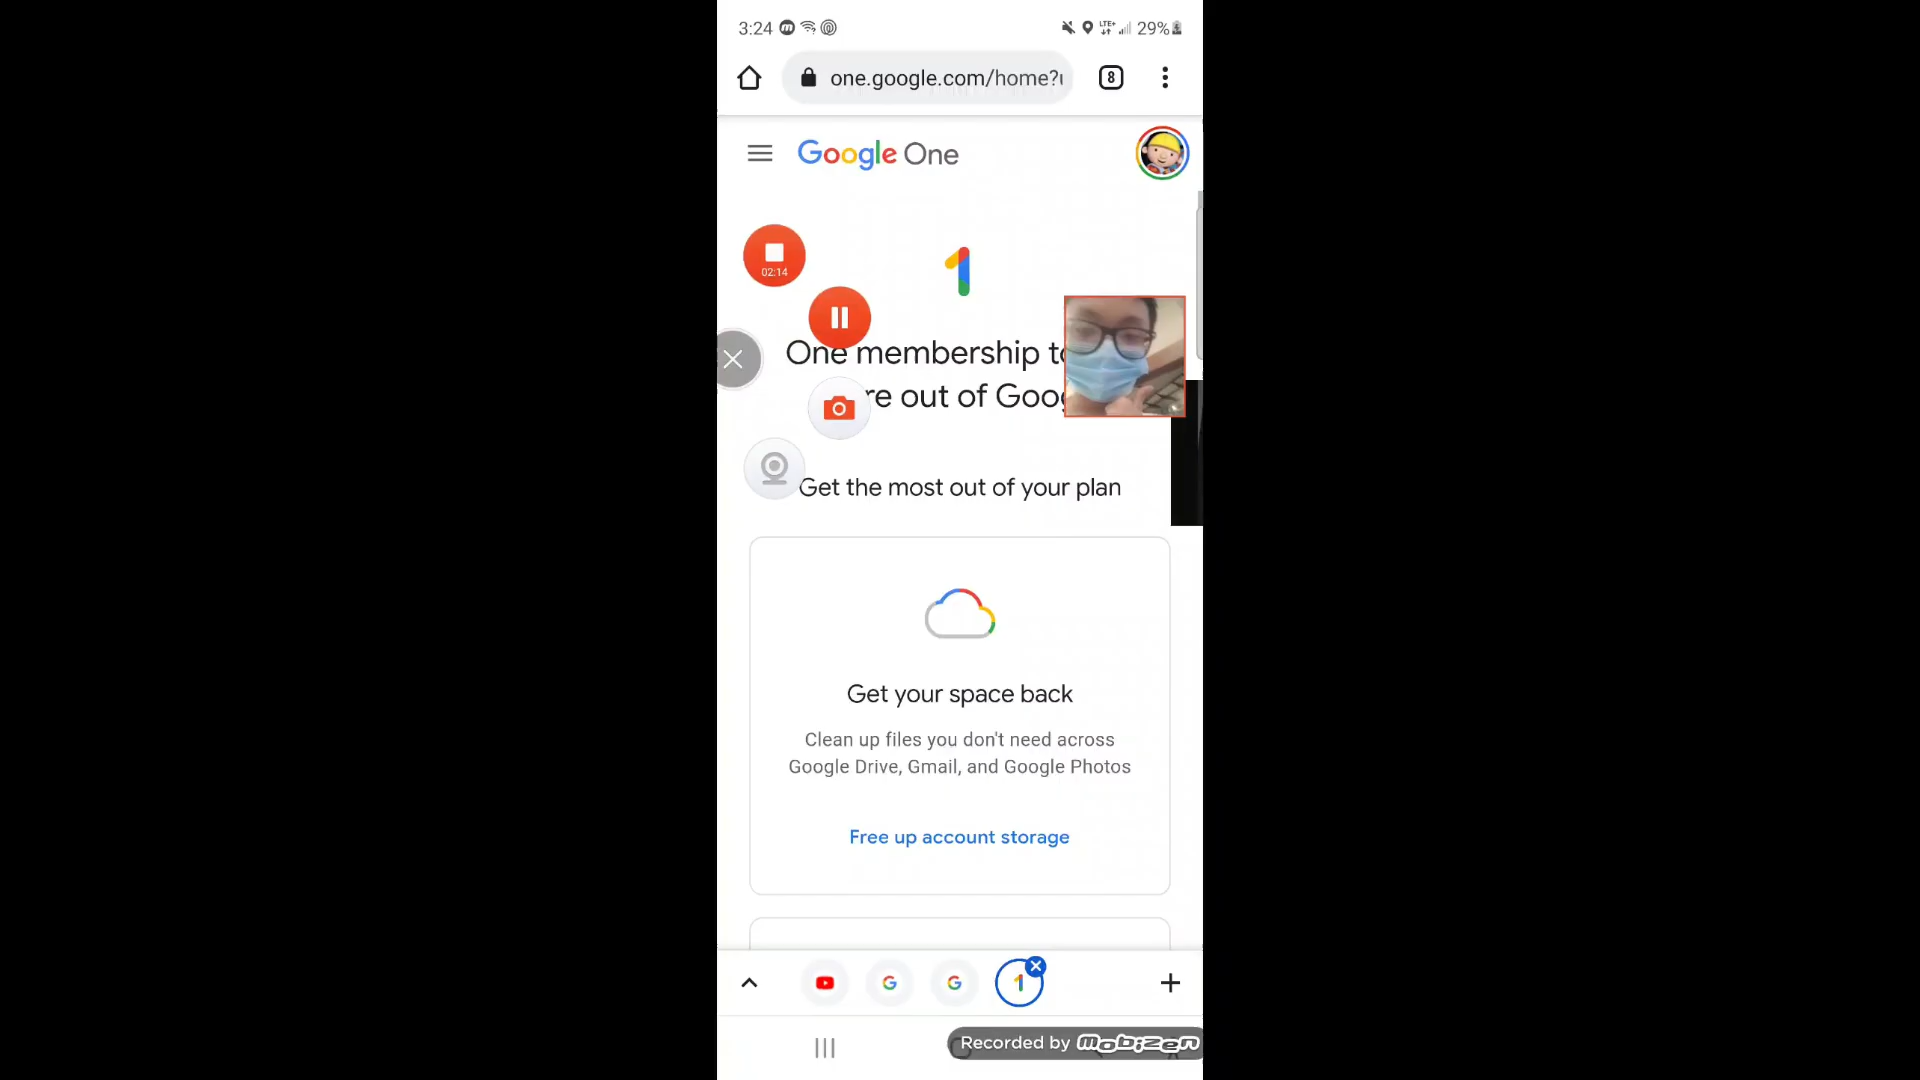 3:24
LTE+
29%
one.google.com/home?
8
Google One
02:14
One membership
re out of Goog
Get the most out of your plan
Get your space back
Clean up files you don't need across
Google Drive, Gmail, and Google Photos
Free up account storage
Recorded by Mobizen